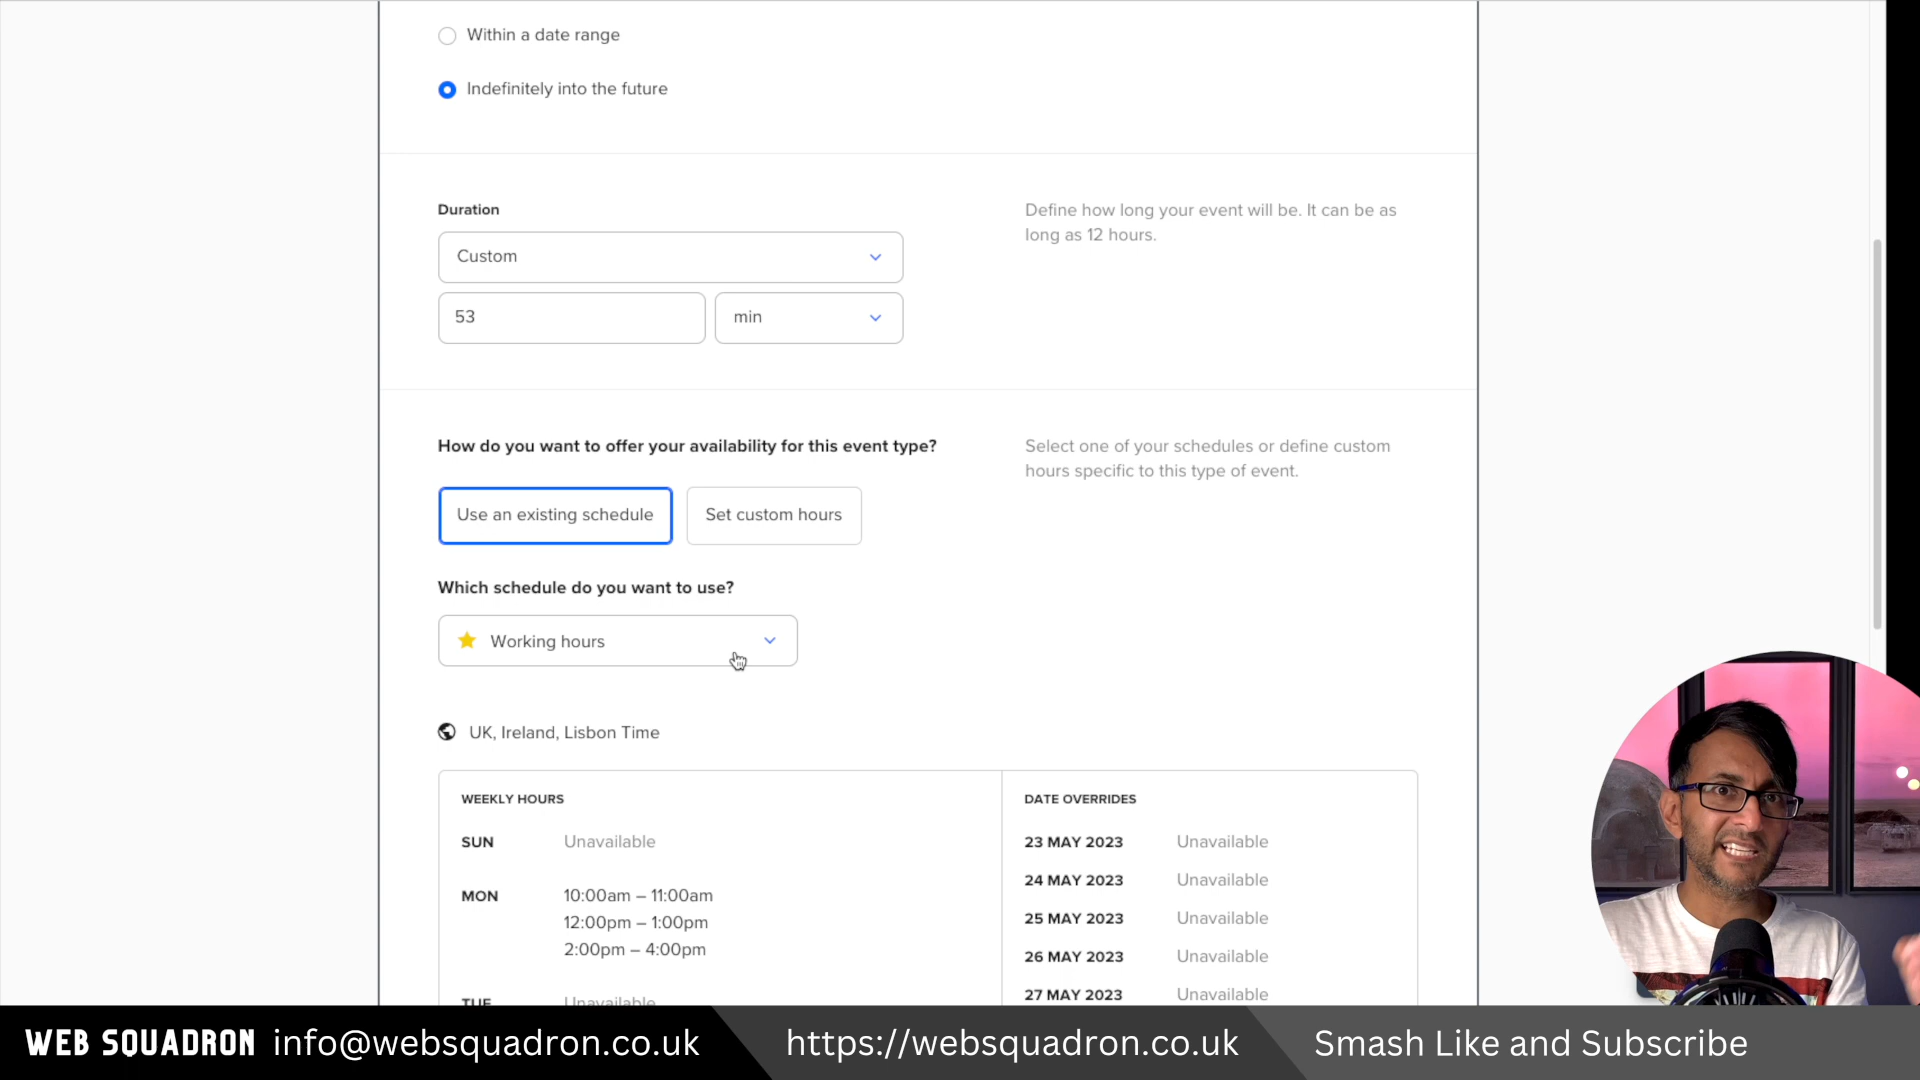 Within a date range
Indefinitely into the future
Duration
Define how long your event will be. It can be as
long as 12 hours.
Custom
53
min
How do you want to offer your availability for this event type?
Select one of your schedules or define custom
hours specific to this type of event.
Use an existing schedule
Set custom hours
Which schedule do you want to use?
Working hours
UK, Ireland, Lisbon Time
WEEKLY HOURS
SUN Unavailable
MON 10:00am – 11:00am
12:00pm – 1:00pm
2:00pm – 4:00pm
TUE Unavailable
DATE OVERRIDES
23 MAY 2023 Unavailable
24 MAY 2023 Unavailable
25 MAY 2023 Unavailable
26 MAY 2023 Unavailable
27 MAY 2023 Unavailable
WEB SQUADRON info@websquadron.co.uk https://websquadron.co.uk Smash Like and Subscribe